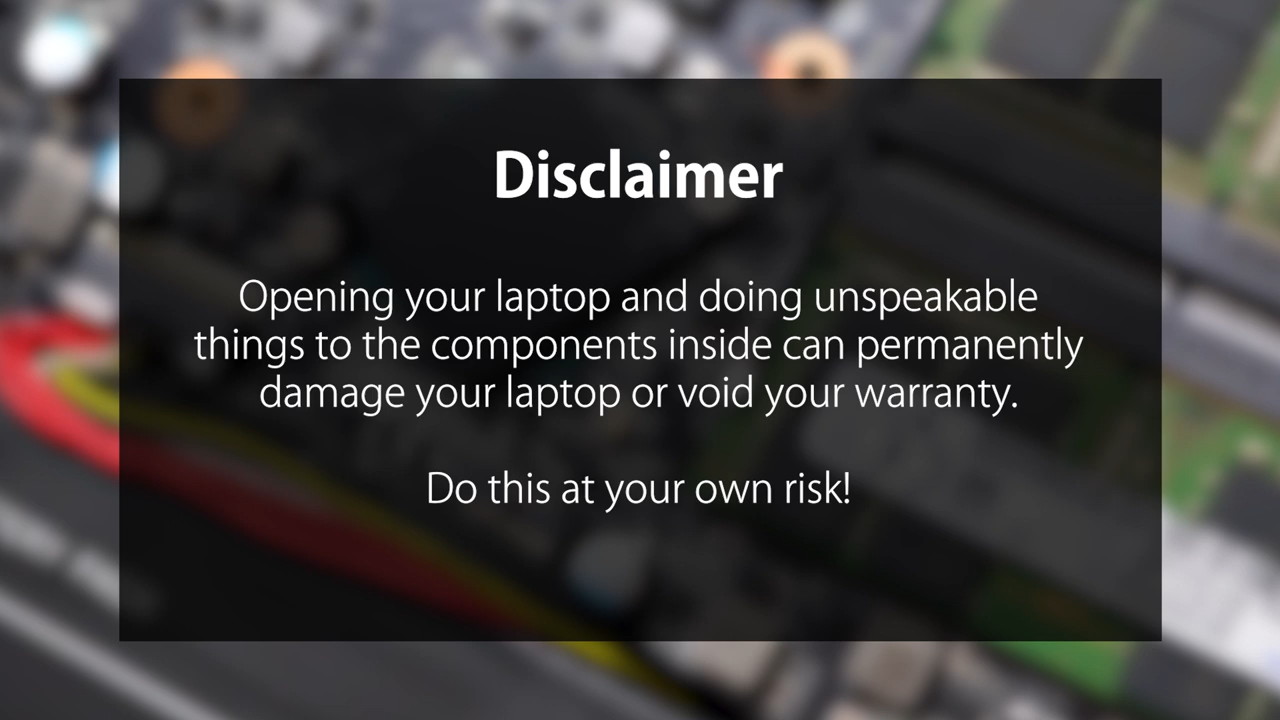 Disclaimer
Opening your laptop and doing unspeakable
things to the components inside can permanently
damage your laptop or void your warranty.
Do this at your own risk!